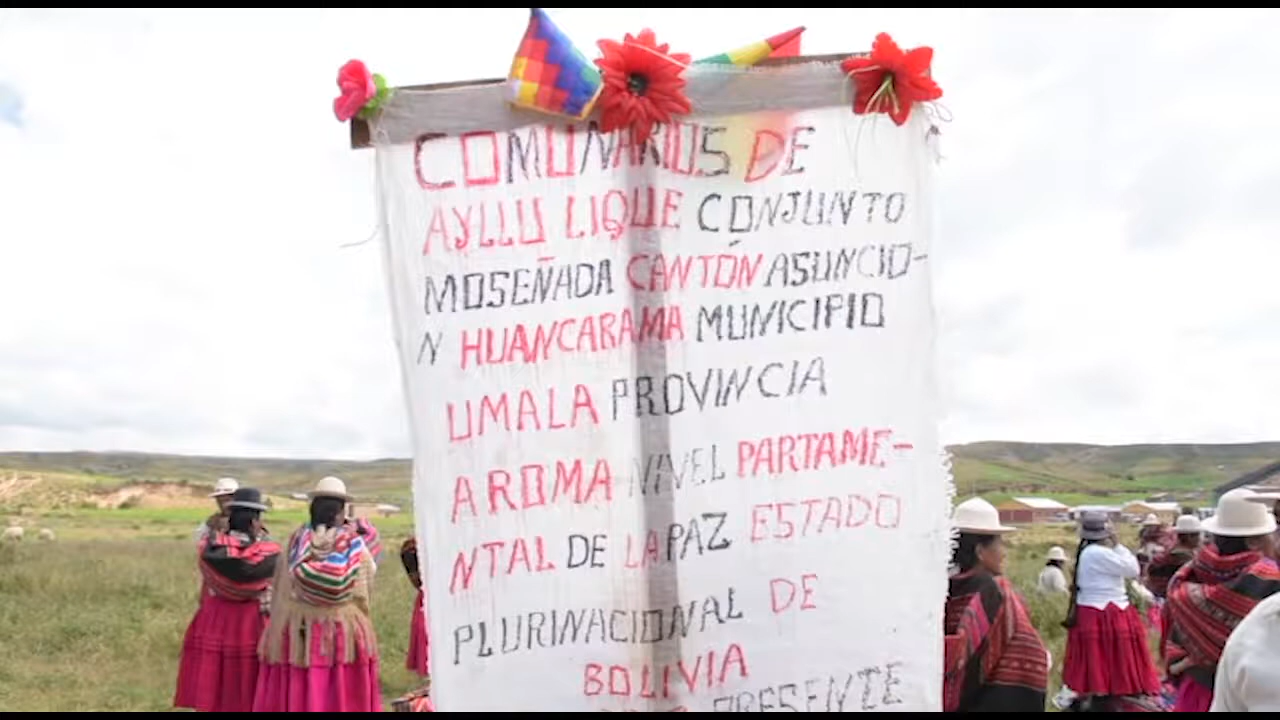 COMUNARIOS DE
AYLLU LIQUE CONJUNTO
MOSEÑADA CANTÓN ASUNCIO-
N HUANCARAMA MUNICIPIO
UMALA PROVINCIA
AROMA NIVEL PARTAME-
NTAL DE LA PAZ ESTADO
PLURINACIONAL DE
BOLIVIA
PRESENTE